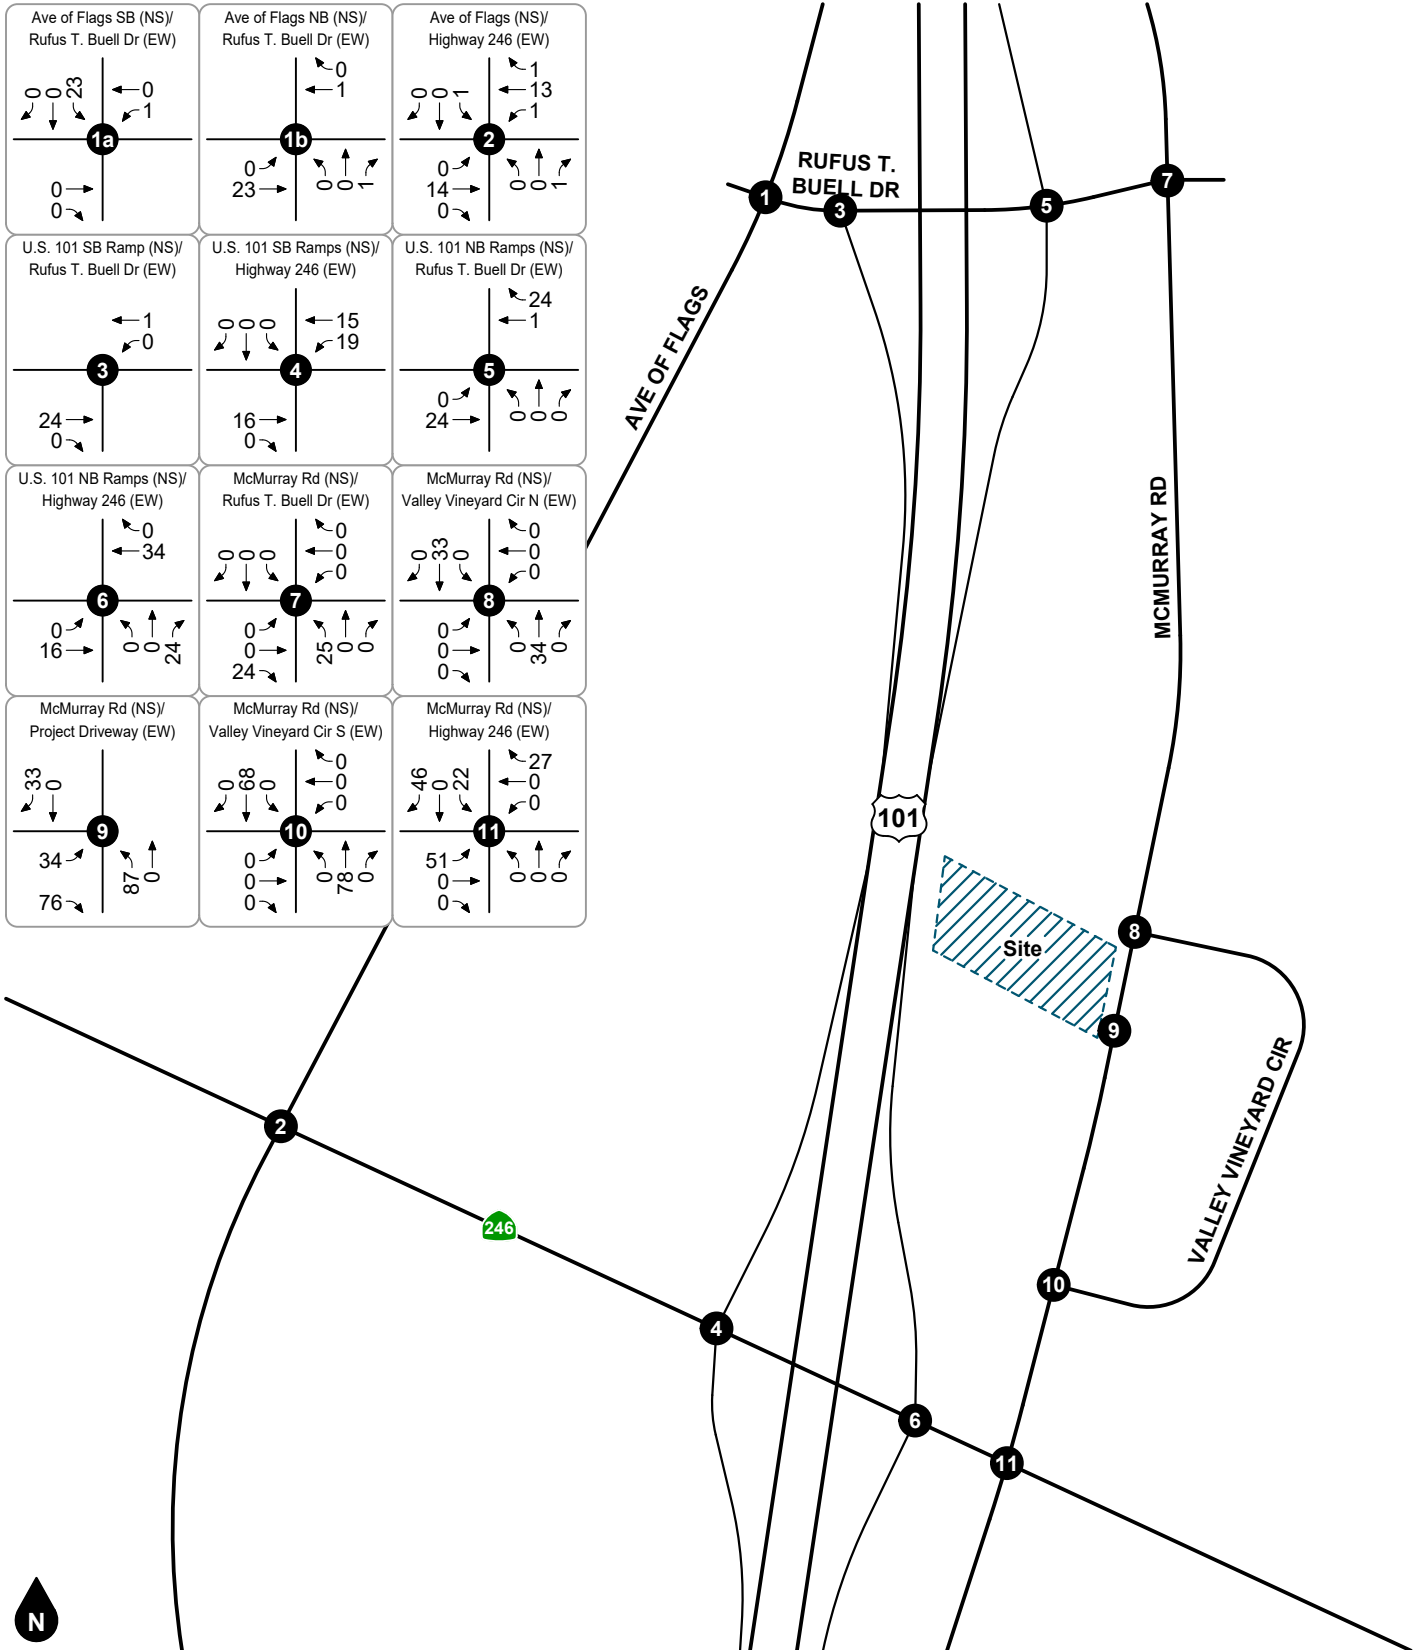 Ave of Flags SB (NS)/
Rufus T. Buell Dr (EW)
0 0 23
0
1
1a
0
0
Ave of Flags NB (NS)/
Rufus T. Buell Dr (EW)
0
1
1b
0
23
0 0 1
Ave of Flags (NS)/
Highway 246 (EW)
0 0 1
1
13
1
2
0
14
0
0 0 1
U.S. 101 SB Ramp (NS)/
Rufus T. Buell Dr (EW)
1
0
3
24
0
U.S. 101 SB Ramps (NS)/
Highway 246 (EW)
0 0 0
15
19
4
16
0
U.S. 101 NB Ramps (NS)/
Rufus T. Buell Dr (EW)
24
1
5
0
24
0 0 0
U.S. 101 NB Ramps (NS)/
Highway 246 (EW)
0
34
6
0
16
0 0 24
McMurray Rd (NS)/
Rufus T. Buell Dr (EW)
0 0 0
0
0
0
7
0
0
24
25 0 0
McMurray Rd (NS)/
Valley Vineyard Cir N (EW)
0 33 0
0
0
0
8
0
0
0
0 34 0
McMurray Rd (NS)/
Project Driveway (EW)
33 0
9
34
76
87 0
McMurray Rd (NS)/
Valley Vineyard Cir S (EW)
0 68 0
0
0
0
10
0
0
0
0 78 0
McMurray Rd (NS)/
Highway 246 (EW)
46 0 22
27
0
0
11
51
0
0
0 0 0
RUFUS T.
BUELL DR
1
3
5
7
AVE OF FLAGS
MCMURRAY RD
101
Site
8
9
VALLEY VINEYARD CIR
2
246
10
4
6
11
N